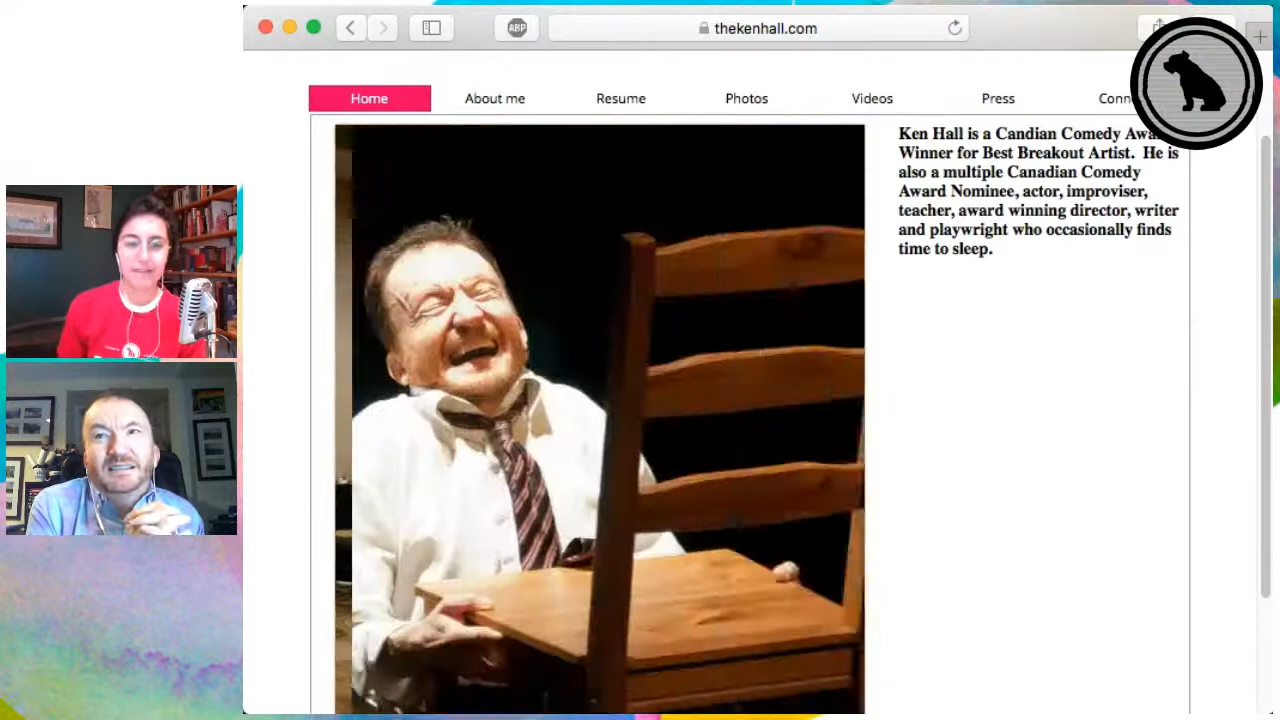 ABP
thekenhall.com
Home
About me
Resume
Photos
Videos
Press
Ken Hall is a Candian Comedy
Winner for Best Breakout Artist. He is
also a multiple Canadian Comedy
Award Nominee, actor, improviser,
teacher, award winning director, writer
and playwright who occasionally finds
time to sleep.